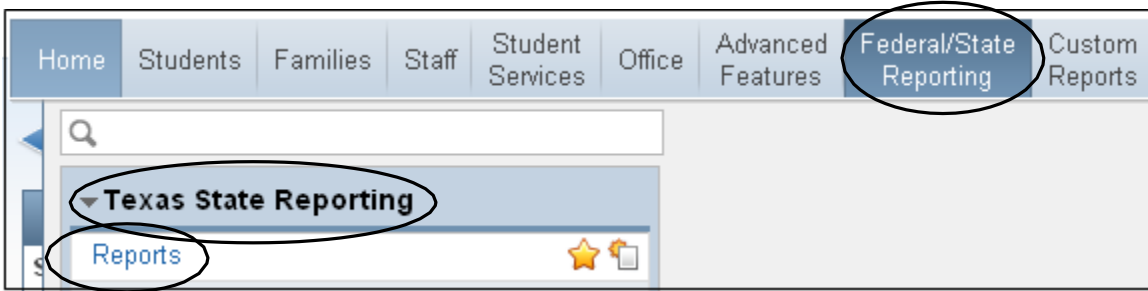 Home Students Families Staff Student Services Office Advanced Features Federal/State Reporting Custom Reports
Texas State Reporting
Reports
S